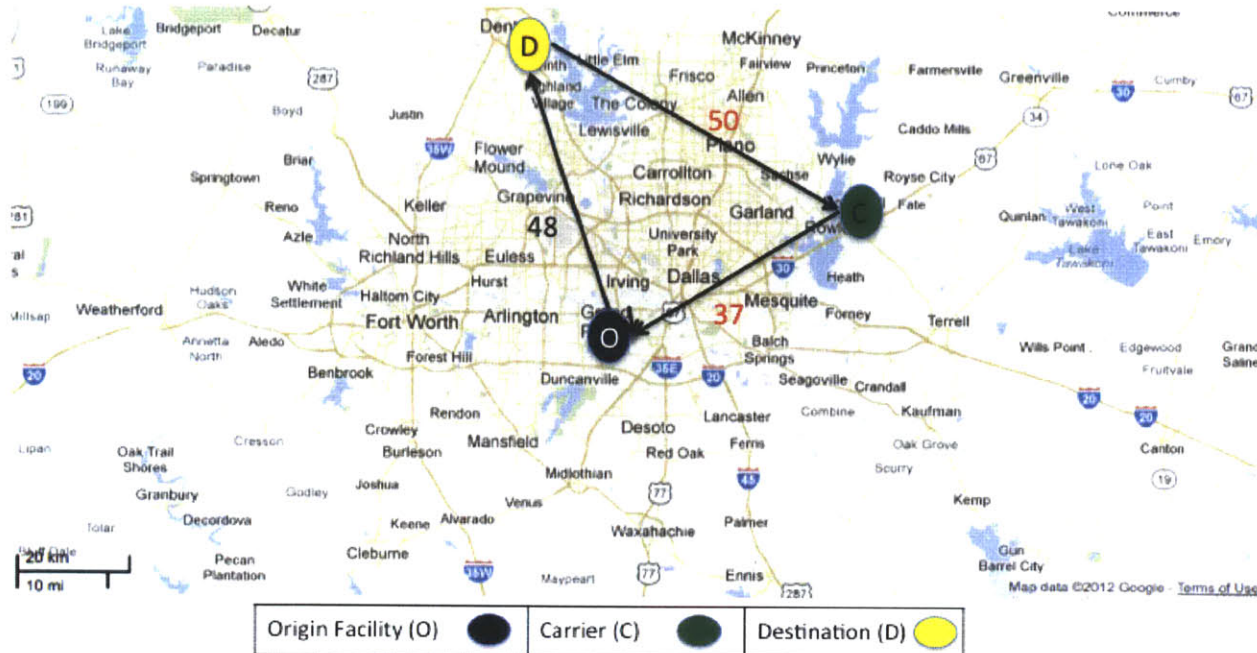 Lake Bridgeport
Bridgeport
Decatur
McKinney
Little Elm
Fairview
Princeton
Farmersville
Greenville
Cumby
Runaway Bay
Paradise
287
Frisco
Allen
30
67
199
Boyd
Justin
The Colony
Lewisville
50
34
Caddo Mills
35W
Plano
67
Briar
Flower Mound
Wylie
Lone Oak
Springtown
Carrollton
Sachse
Royse City
Keller
Grapevine
Richardson
Garland
C
Fate
Quinlan
West Tawakoni
Point
Reno
48
University Park
East Tawakoni
Emory
Azle
North Richland Hills
Euless
Lake Tawakoni
D
White Settlement
Hurst
Irving
Dallas
30
Heath
Hudson Oaks
Haltom City
Mesquite
Millsap
Weatherford
Fort Worth
Arlington
O
37
Forney
Terrell
Annetta North
Aledo
Forest Hill
Balch Springs
Wills Point
Edgewood
Grand Saline
20
Benbrook
Duncanville
35E
20
Seagoville
Crandall
Fruitvale
Rendon
Lancaster
Combine
Kaufman
20
20
Lipan
Cresson
Crowley
Mansfield
Desoto
Ferris
Oak Grove
Oak Trail Shores
Burleson
Red Oak
Canton
Granbury
Godley
Joshua
Midlothian
77
45
Scurry
19
Tolar
Decordova
Keene
Alvarado
Venus
Waxahachie
Palmer
Kemp
20 km
Pecan Plantation
Cleburne
35W
Gun Barrel City
10 mi
Maypearl
77
Ennis
287
Map data ©2012 Google - Terms of Use
Origin Facility (O)
Carrier (C)
Destination (D)